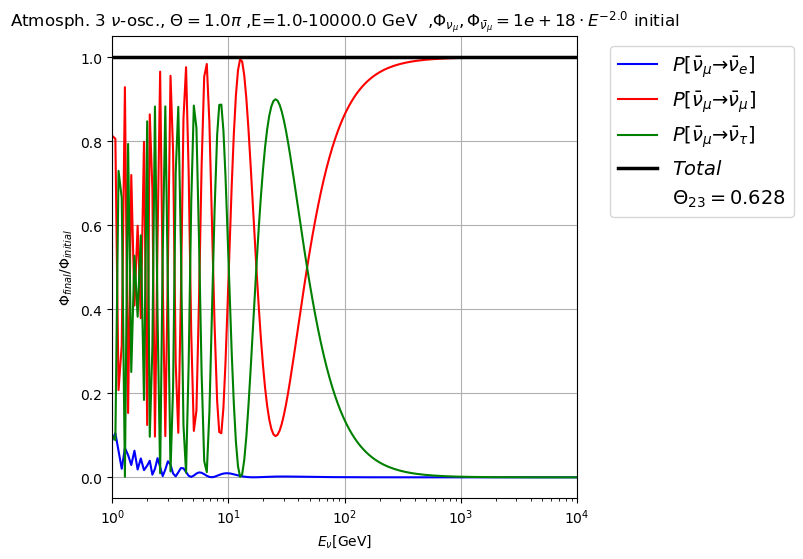 Atmosph. 3 ν-osc., Θ = 1.0π ,E=1.0-10000.0 GeV ,Φ_{ν_μ}, Φ_{ν̄_μ} = 1e + 18 · E^{−2.0} initial
P[ν̄_μ→ν̄_e]
P[ν̄_μ→ν̄_μ]
P[ν̄_μ→ν̄_τ]
Total
Θ_{23} = 0.628
Φ_{final}/Φ_{initial}
1.0
0.8
0.6
0.4
0.2
0.0
10^0
10^1
10^2
10^3
10^4
E_ν[GeV]